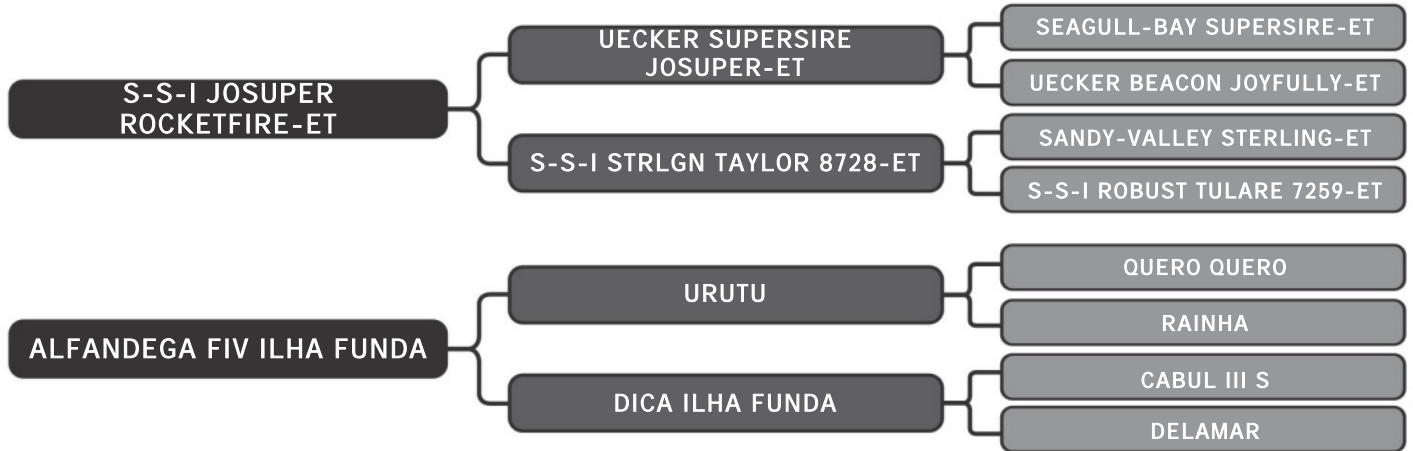 S-S-I JOSUPER
ROCKETFIRE-ET
UECKER SUPERSIRE
JOSUPER-ET
SEAGULL-BAY SUPERSIRE-ET
UECKER BEACON JOYFULLY-ET
S-S-I STRLGN TAYLOR 8728-ET
SANDY-VALLEY STERLING-ET
S-S-I ROBUST TULARE 7259-ET
ALFANDEGA FIV ILHA FUNDA
URUTU
QUERO QUERO
RAINHA
DICA ILHA FUNDA
CABUL III S
DELAMAR